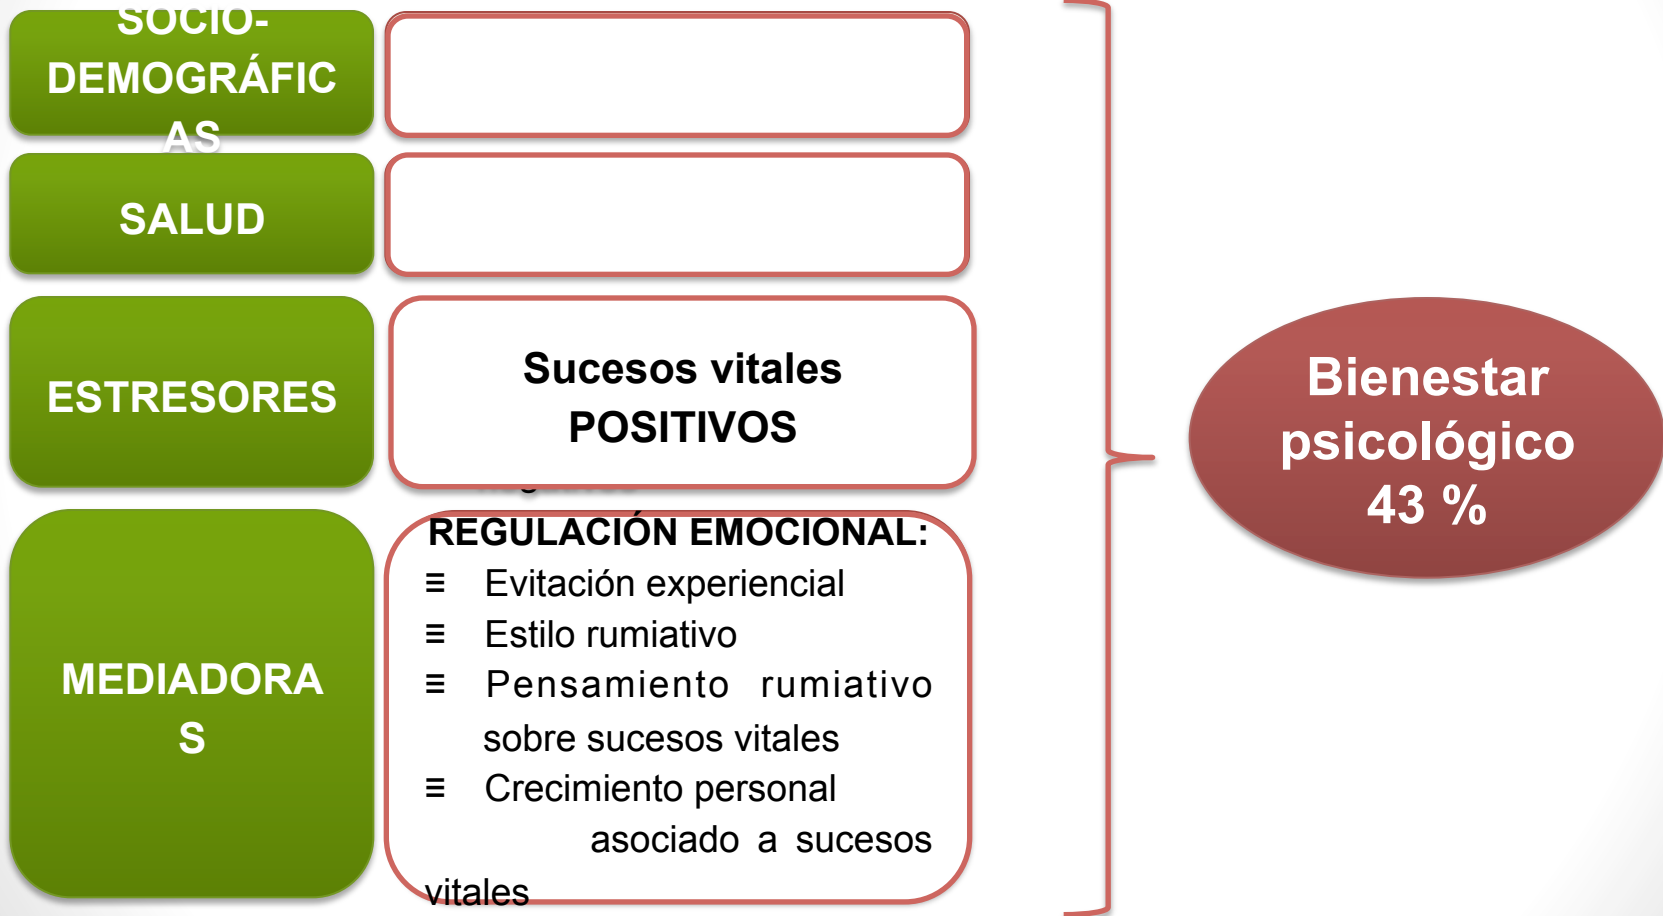 SOCIO-
DEMOGRÁFIC
AS
SALUD
ESTRESORES
Sucesos vitales
POSITIVOS
MEDIADORA
S
REGULACIÓN EMOCIONAL:
≡ Evitación experiencial
≡ Estilo rumiativo
≡ Pensamiento rumiativo
sobre sucesos vitales
≡ Crecimiento personal
asociado a sucesos
vitales
Bienestar
psicológico
43 %